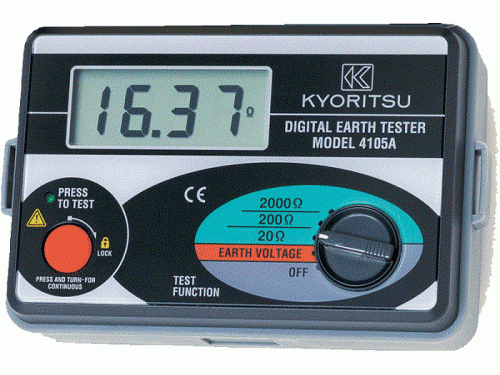 16.37 Ω
K
KYORITSU
DIGITAL EARTH TESTER
MODEL 4105A
PRESS
TO TEST
LOCK
PRESS AND TURN-FOR
CONTINUOUS
CE
2000Ω
200Ω
20Ω
EARTH VOLTAGE
OFF
TEST
FUNCTION